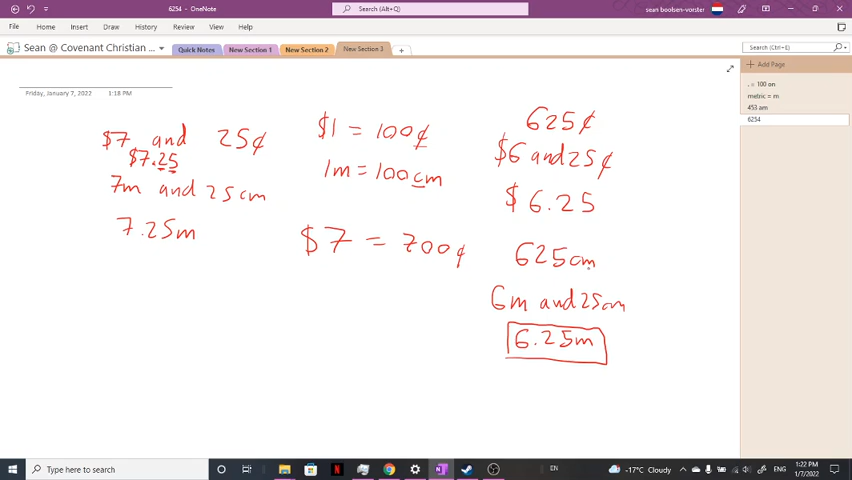 6254 - OneNote
Search (Ctrl+E)
sean booben-vorster
File Home Insert Draw History Review View Help
Sean @ Covenant Christian ... Quick Notes New Section 1 New Section 2 New Section 3
Search (Ctrl+E)
Add Page
. = 100 on
metric = m
453 am
6254
Friday, January 7, 2022 1:18 PM
$7 and 25¢
$7.25
7m and 25cm
7.25m
$1 = 100¢
1m = 100cm
$7 = 700¢
625¢
$6 and 25¢
$6.25
625cm
6m and 25cm
6.25m
Type here to search
EN
-17°C Cloudy
ENG
1:22 PM
1/7/2022